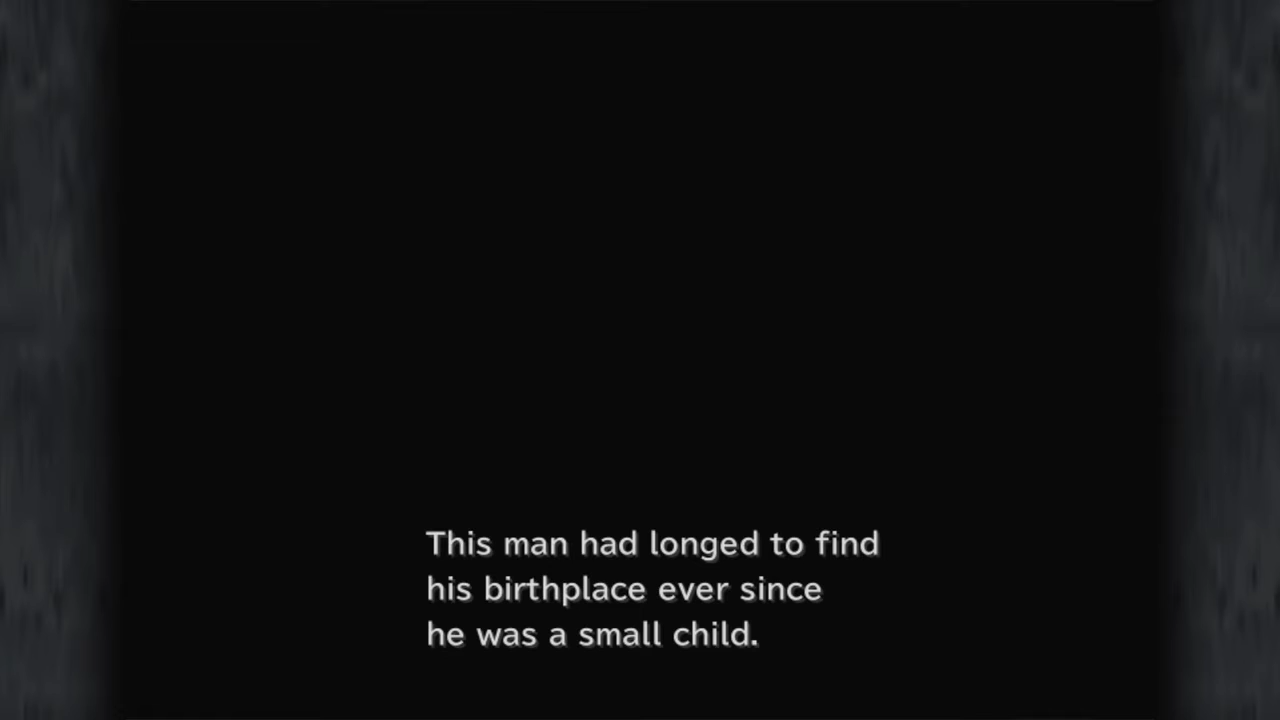 This man had longed to find
his birthplace ever since
he was a small child.